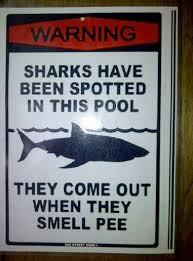 WARNING
SHARKS HAVE
BEEN SPOTTED
IN THIS POOL
THEY COME OUT
WHEN THEY
SMELL PEE